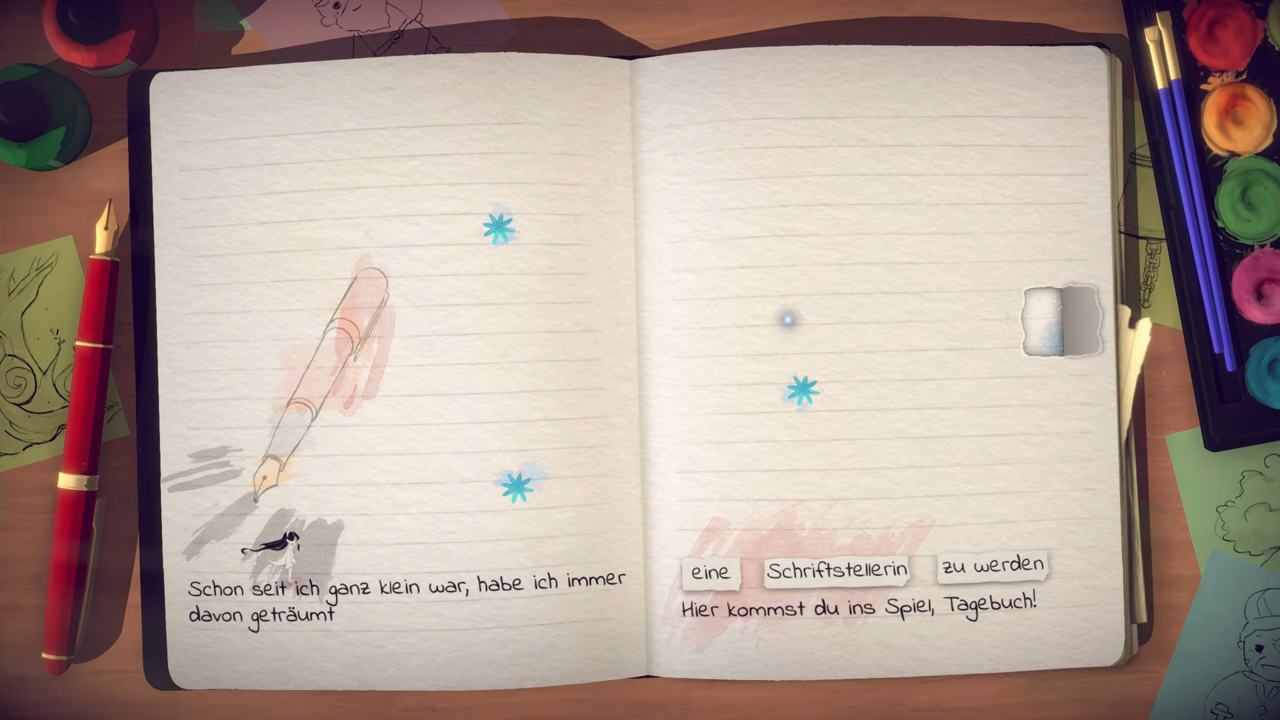 Schon seit ich ganz klein war, habe ich immer
davon geträumt
eine Schriftstellerin zu werden
Hier kommst du ins Spiel, Tagebuch!